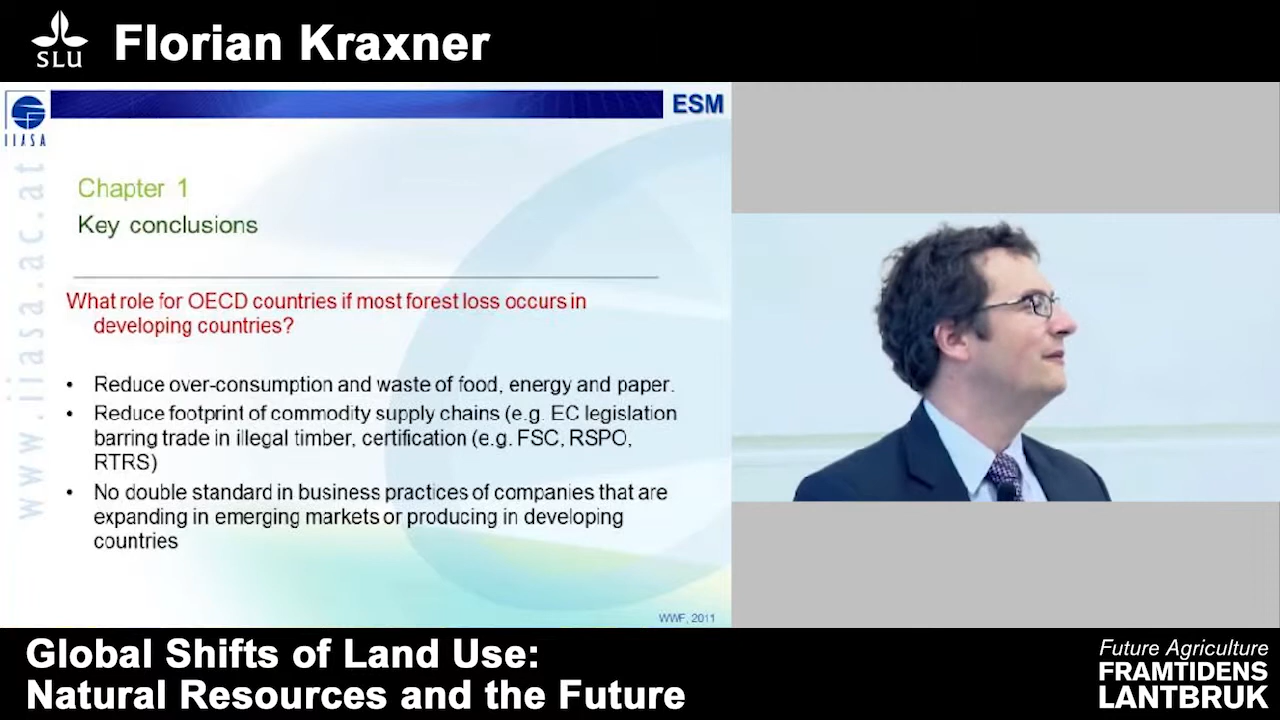 SLU
Florian Kraxner
IIASA
ESM
www.iiasa.ac.at
Chapter 1
Key conclusions
What role for OECD countries if most forest loss occurs in
developing countries?
• Reduce over-consumption and waste of food, energy and paper.
• Reduce footprint of commodity supply chains (e.g. EC legislation
barring trade in illegal timber, certification (e.g. FSC, RSPO,
RTRS)
• No double standard in business practices of companies that are
expanding in emerging markets or producing in developing
countries
WWF, 2011
Global Shifts of Land Use:
Natural Resources and the Future
Future Agriculture
FRAMTIDENS
LANTBRUK